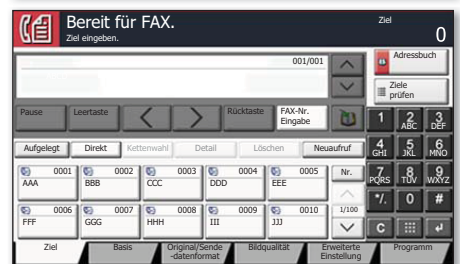 Bereit für FAX.
Ziel eingeben.
Ziel
0
001/001
Adressbuch
Ziele prüfen
Pause
Leertaste
Rücktaste
FAX-Nr. Eingabe
1
2 ABC
3 DEF
Aufgelegt
Direkt
Kettenwahl
Detail
Löschen
Neuaufruf
4 GHI
5 JKL
6 MNO
0001
AAA
0002
BBB
0003
CCC
0004
DDD
0005
EEE
Nr.
7 PQRS
8 TUV
9 WXYZ
0006
FFF
0007
GGG
0008
HHH
0009
III
0010
JJJ
1/100
*/.
0
#
C
Ziel
Basis
Original/Sende
-datenformat
Bildqualität
Erweiterte
Einstellung
Programm